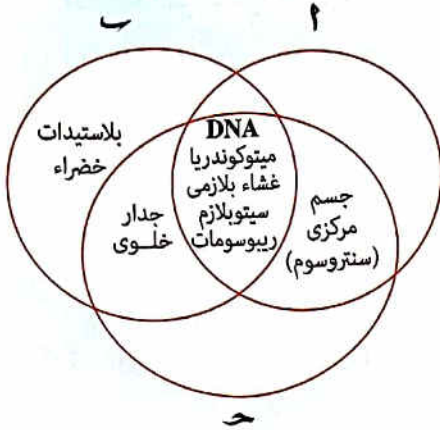 أ
ب
بلاستيدات
خضراء
DNA
ميتوكوندريا
غشاء بلازمي
سيتوبلازم
ريبوسومات
جدار
خلوي
جسم
مركزي
(سنتروسوم)
جـ